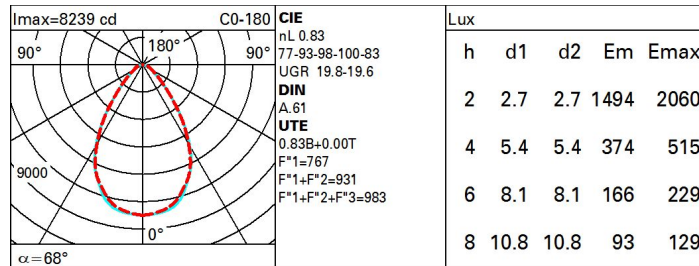 Imax=8239 cd C0-180
90° 180° 90°
9000
0°
α=68°
CIE
nL 0.83
77-93-98-100-83
UGR 19.8-19.6
DIN
A.61
UTE
0.83B+0.00T
F"1=767
F"1+F"2=931
F"1+F"2+F"3=983
Lux
h d1 d2 Em Emax
2 2.7 2.7 1494 2060
4 5.4 5.4 374 515
6 8.1 8.1 166 229
8 10.8 10.8 93 129